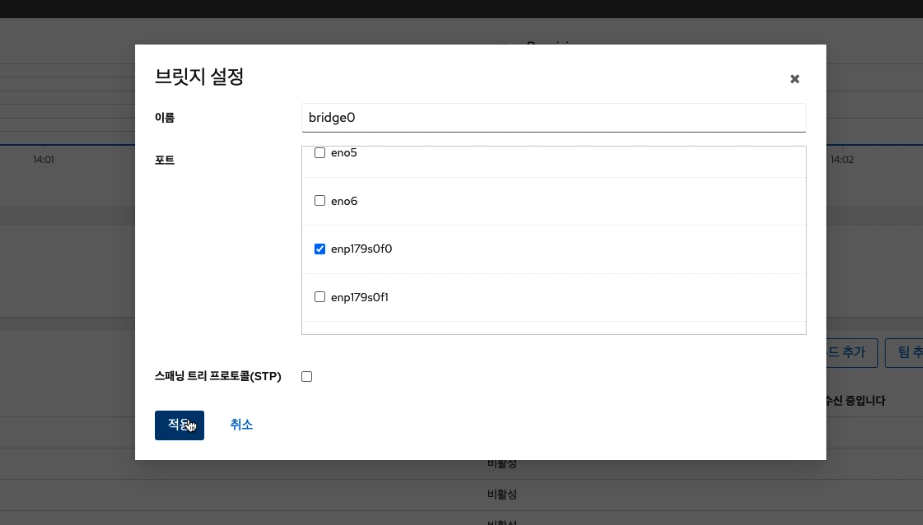 브릿지 설정
이름
bridge0
14:01
포트
eno5
14:02
eno6
enp179s0f0
enp179s0f1
드 추가
팀 추
스패닝 트리 프로토콜(STP)
수신 중입니다
취소
비활성
비활성
비활성